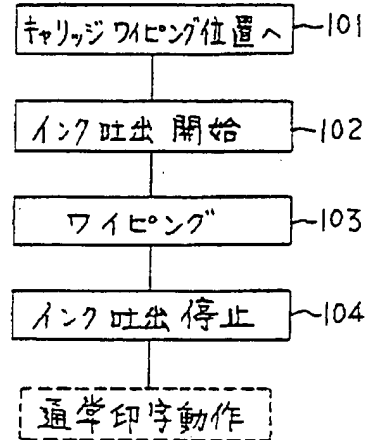 キャリッジ ワイピング位置へ 101
インク吐出 開始 102
ワイピング 103
インク吐出 停止 104
通常印字動作